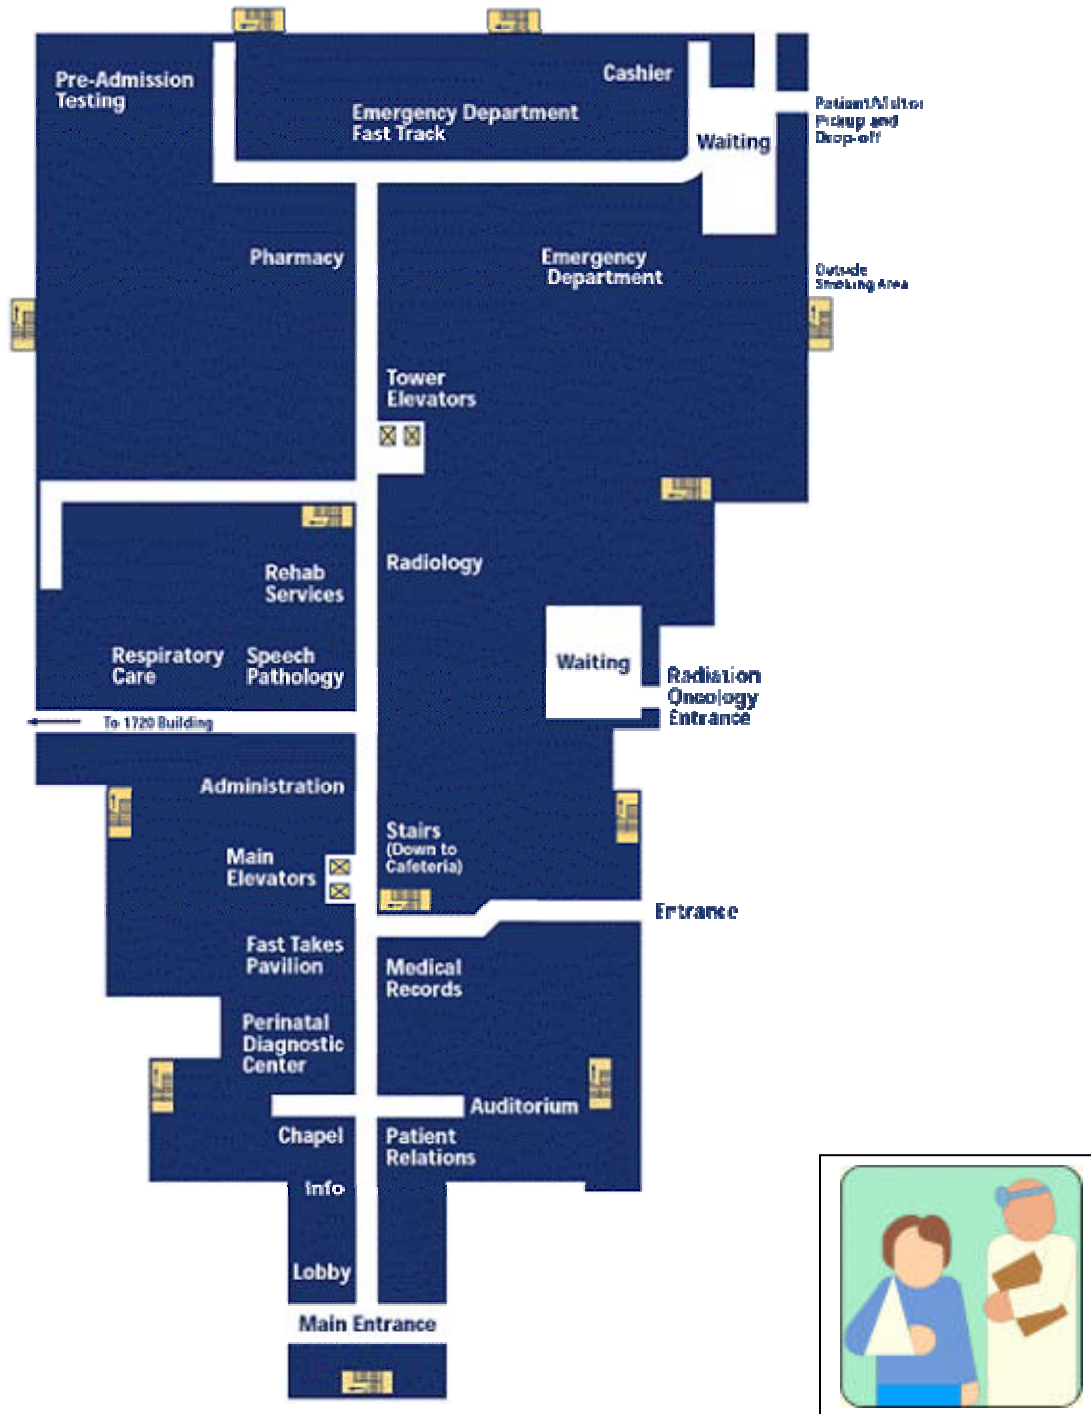 Pre-Admission
Testing
Cashier
Emergency Department
Fast Track
Patient/Visitor
Pickup and
Drop-off
Waiting
Pharmacy
Emergency
Department
Outside
Smoking Area
Tower
Elevators
Radiology
Rehab
Services
Respiratory
Care
Speech
Pathology
Waiting
Radiation
Oncology
Entrance
To 1720 Building
Administration
Stairs
(Down to
Cafeteria)
Main
Elevators
Entrance
Fast Takes
Pavilion
Medical
Records
Perinatal
Diagnostic
Center
Auditorium
Chapel
Patient
Relations
Info
Lobby
Main Entrance